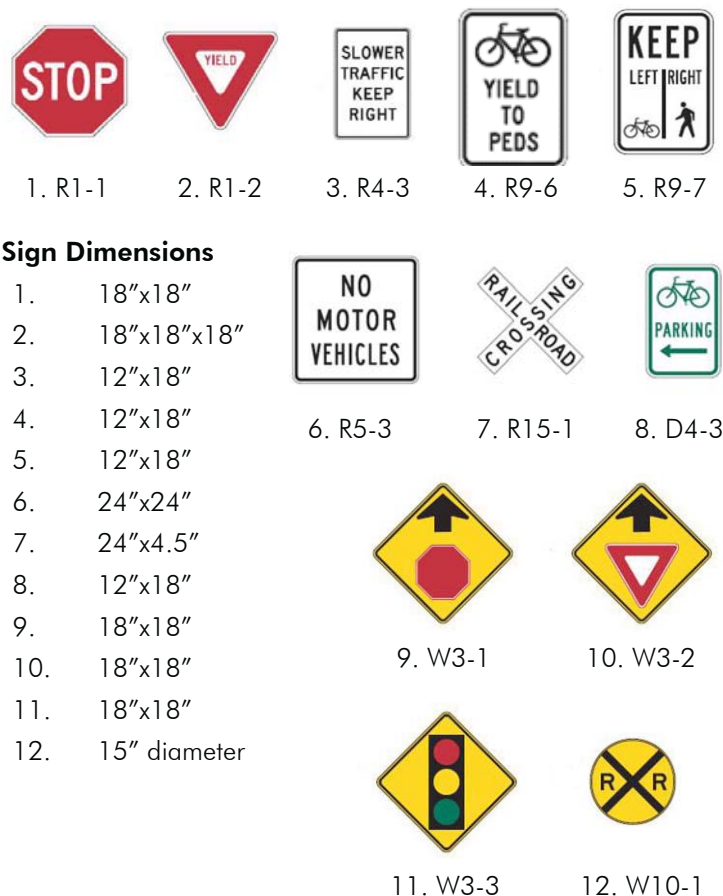 STOP
YIELD
SLOWER
TRAFFIC
KEEP
RIGHT
YIELD
TO
PEDS
KEEP
LEFT RIGHT
1. R1-1
2. R1-2
3. R4-3
4. R9-6
5. R9-7
Sign Dimensions
1. 18”x18”
2. 18”x18”x18”
3. 12”x18”
4. 12”x18”
5. 12”x18”
6. 24”x24”
7. 24”x4.5”
8. 12”x18”
9. 18”x18”
10. 18”x18”
11. 18”x18”
12. 15” diameter
NO
MOTOR
VEHICLES
RAILROAD
CROSSING
PARKING
6. R5-3
7. R15-1
8. D4-3
9. W3-1
10. W3-2
R R
11. W3-3
12. W10-1